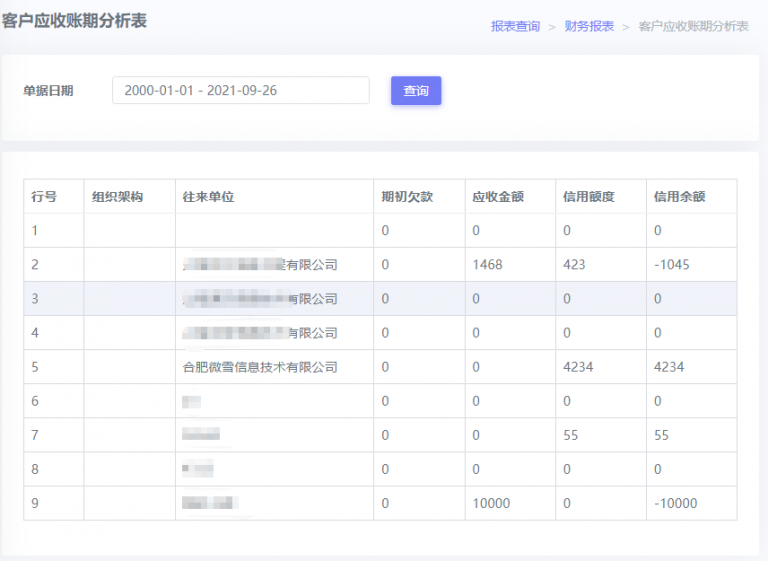 客户应收账期分析表
报表查询 > 财务报表 > 客户应收账期分析表
单据日期 2000-01-01 - 2021-09-26 查询
行号 组织架构 往来单位 期初欠款 应收金额 信用额度 信用余额
1 0 0 0 0
2 有限公司 0 1468 423 -1045
3 有限公司 0 0 0 0
4 有限公司 0 0 0 0
5 合肥微雪信息技术有限公司 0 0 4234 4234
6 0 0 0 0
7 0 0 55 55
8 0 0 0 0
9 0 10000 0 -10000